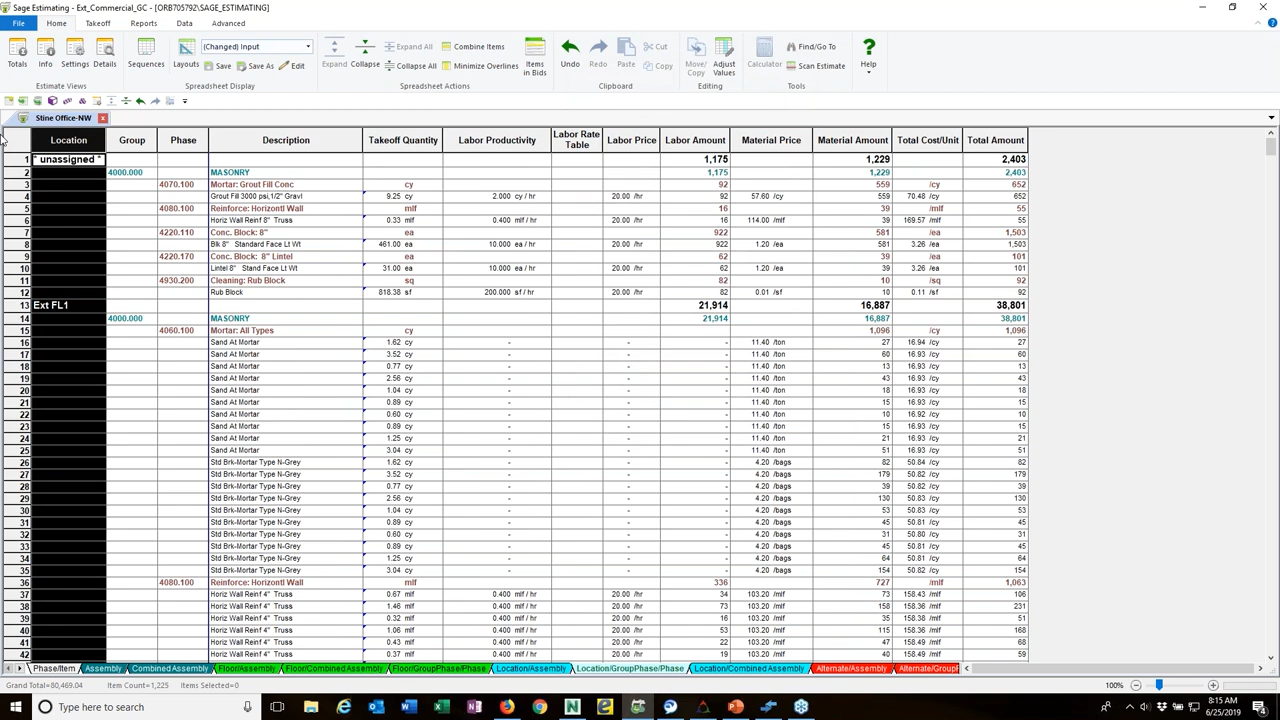 Sage Estimating - Ext_Commercial_GC - [ORB705792\SAGE_ESTIMATING]
File Home Takeoff Reports Data Advanced
Totals Info Settings Details Sequences Layouts (Changed) Input Save Save As Edit Expand Collapse Expand All Collapse All Combine Items Minimize Overlines Items in Bids Undo Redo Paste Cut Copy Move/Copy Adjust Values Calculator Find/Go To Scan Estimate Help
Estimate Views Spreadsheet Display Spreadsheet Actions Clipboard Editing Tools
Stine Office-NW
Location Group Phase Description Takeoff Quantity Labor Productivity Labor Rate Table Labor Price Labor Amount Material Price Material Amount Total Cost/Unit Total Amount
1 * unassigned * 1,175 1,229 2,403
2 4000.000 MASONRY 1,175 1,229 2,403
3 4070.100 Mortar: Grout Fill Conc cy 92 559 /cy 652
4 Grout Fill 3000 psi,1/2" Gravl 9.25 cy 2.000 cy / hr 20.00 /hr 92 57.60 /cy 559 70.48 /cy 652
5 4080.100 Reinforce: Horizontl Wall mlf 16 39 /mlf 55
6 Horiz Wall Reinf 8" Truss 0.33 mlf 0.400 mlf / hr 20.00 /hr 16 114.00 /mlf 39 169.57 /mlf 55
7 4220.110 Conc. Block: 8" ea 922 581 /ea 1,503
8 Blk 8" Standard Face Lt Wt 461.00 ea 10.000 ea / hr 20.00 /hr 922 1.20 /ea 581 3.26 /ea 1,503
9 4220.170 Conc. Block: 8" Lintel ea 62 39 /ea 101
10 Lintel 8" Stand Face Lt Wt 31.00 ea 10.000 ea / hr 20.00 /hr 62 1.20 /ea 39 3.26 /ea 101
11 4930.200 Cleaning: Rub Block sq 82 10 /sq 92
12 Rub Block 818.38 sf 200.000 sf / hr 20.00 /hr 82 0.01 /sf 10 0.11 /sf 92
13 Ext FL1 21,914 16,887 38,801
14 4000.000 MASONRY 21,914 16,887 38,801
15 4060.100 Mortar: All Types cy 1,096 /cy 1,096
16 Sand At Mortar 1.62 cy - - 11.40 /ton 27 16.94 /cy 27
17 Sand At Mortar 3.52 cy - - 11.40 /ton 60 16.93 /cy 60
18 Sand At Mortar 0.77 cy - - 11.40 /ton 13 16.93 /cy 13
19 Sand At Mortar 2.56 cy - - 11.40 /ton 43 16.93 /cy 43
20 Sand At Mortar 1.04 cy - - 11.40 /ton 18 16.93 /cy 18
21 Sand At Mortar 0.89 cy - - 11.40 /ton 15 16.93 /cy 15
22 Sand At Mortar 0.60 cy - - 11.40 /ton 10 16.92 /cy 10
23 Sand At Mortar 0.89 cy - - 11.40 /ton 15 16.93 /cy 15
24 Sand At Mortar 1.25 cy - - 11.40 /ton 21 16.93 /cy 21
25 Sand At Mortar 3.04 cy - - 11.40 /ton 51 16.93 /cy 51
26 Std Brk-Mortar Type N-Grey 1.62 cy - - 4.20 /bags 82 50.84 /cy 82
27 Std Brk-Mortar Type N-Grey 3.52 cy - - 4.20 /bags 179 50.82 /cy 179
28 Std Brk-Mortar Type N-Grey 0.77 cy - - 4.20 /bags 39 50.82 /cy 39
29 Std Brk-Mortar Type N-Grey 2.56 cy - - 4.20 /bags 130 50.83 /cy 130
30 Std Brk-Mortar Type N-Grey 1.04 cy - - 4.20 /bags 53 50.83 /cy 53
31 Std Brk-Mortar Type N-Grey 0.89 cy - - 4.20 /bags 45 50.82 /cy 45
32 Std Brk-Mortar Type N-Grey 0.60 cy - - 4.20 /bags 31 50.80 /cy 31
33 Std Brk-Mortar Type N-Grey 0.89 cy - - 4.20 /bags 45 50.82 /cy 45
34 Std Brk-Mortar Type N-Grey 1.25 cy - - 4.20 /bags 64 50.81 /cy 64
35 Std Brk-Mortar Type N-Grey 3.04 cy - - 4.20 /bags 154 50.82 /cy 154
36 4080.100 Reinforce: Horizontl Wall mlf 336 727 /mlf 1,063
37 Horiz Wall Reinf 4" Truss 0.67 mlf 0.400 mlf / hr 20.00 /hr 34 103.20 /mlf 73 158.43 /mlf 106
38 Horiz Wall Reinf 4" Truss 1.46 mlf 0.400 mlf / hr 20.00 /hr 73 103.20 /mlf 158 158.36 /mlf 231
39 Horiz Wall Reinf 4" Truss 0.32 mlf 0.400 mlf / hr 20.00 /hr 16 103.20 /mlf 35 158.38 /mlf 51
40 Horiz Wall Reinf 4" Truss 1.06 mlf 0.400 mlf / hr 20.00 /hr 53 103.20 /mlf 115 158.36 /mlf 168
41 Horiz Wall Reinf 4" Truss 0.43 mlf 0.400 mlf / hr 20.00 /hr 22 103.20 /mlf 47 158.48 /mlf 68
42 Horiz Wall Reinf 4" Truss 0.37 mlf 0.400 mlf / hr 20.00 /hr 19 103.20 /mlf 40 158.49 /mlf 59
Phase/Item Assembly Combined Assembly Floor/Assembly Floor/Combined Assembly Floor/GroupPhase/Phase Location/Assembly Location/GroupPhase/Phase Location/Combined Assembly Alternate/Assembly Alternate/GroupF
Grand Total=80,469.04 Item Count=1,225 Items Selected=0 100%
Type here to search 8:15 AM
6/25/2019